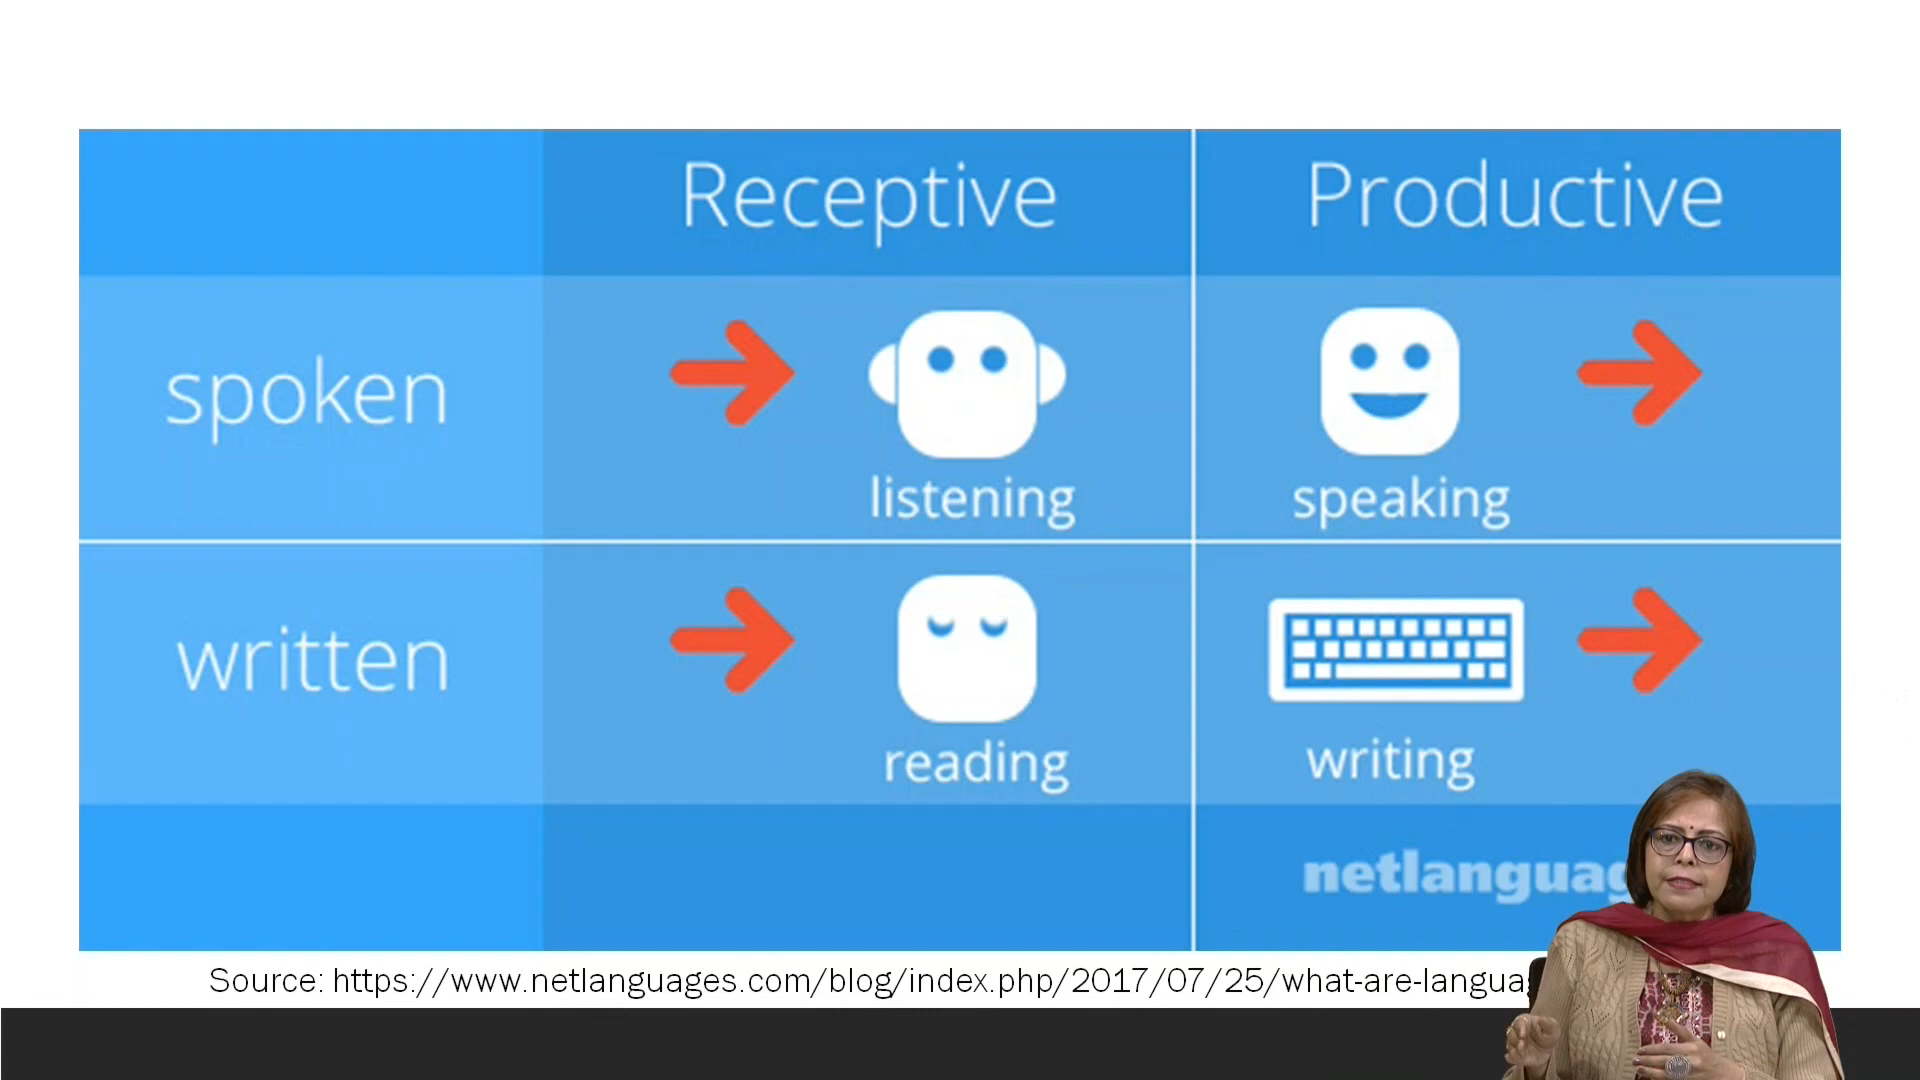 Receptive Productive
spoken
listening speaking
written
reading writing
Source: https://www.netlanguages.com/blog/index.php/2017/07/25/what-are-